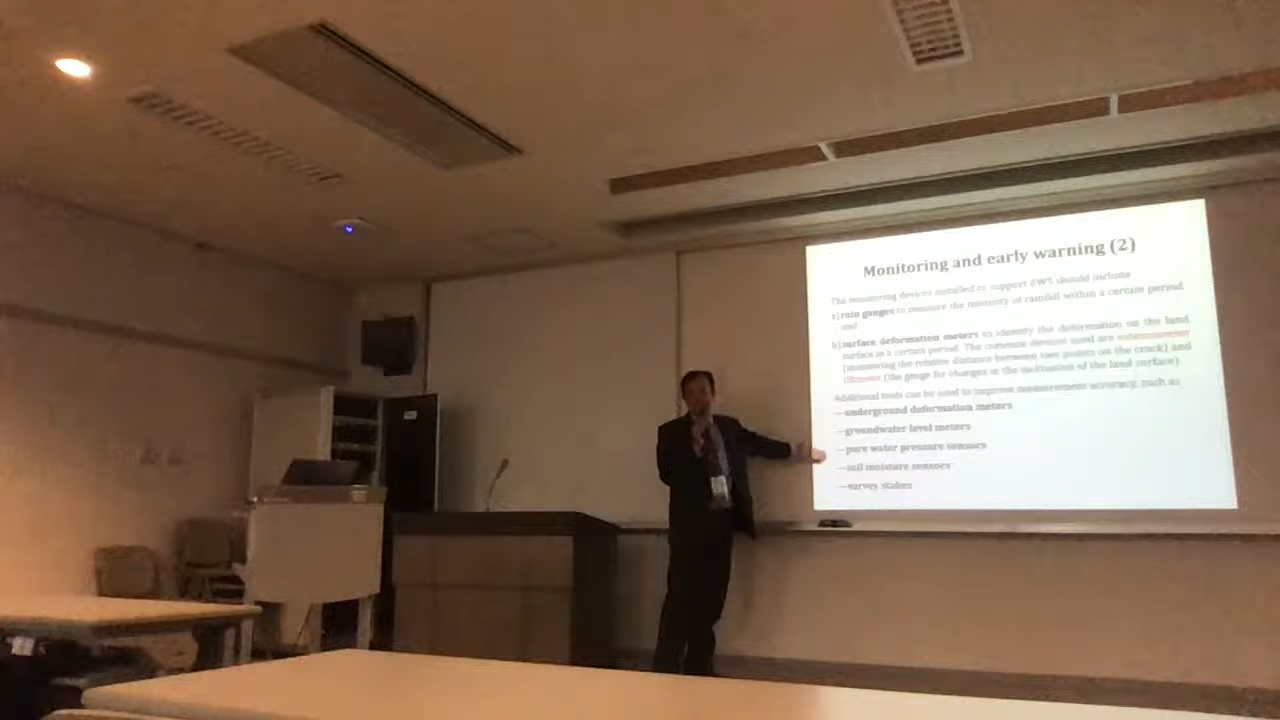 Monitoring and early warning (2)
The monitoring devices installed to support EWS should include
a) rain gauges to measure the intensity of rainfall within a certain period
and
b) surface deformation meters to identify the deformation on the land
surface in a certain period. The common devices used are extensometer
(monitoring the relative distance between two points on the crack) and
tiltmeter (the gauge for changes in the inclination of the land surface).
Additional tools can be used to improve measurement accuracy, such as
—underground deformation meters
—groundwater level meters
—pore water pressure sensors
—soil moisture sensors
—survey stakes